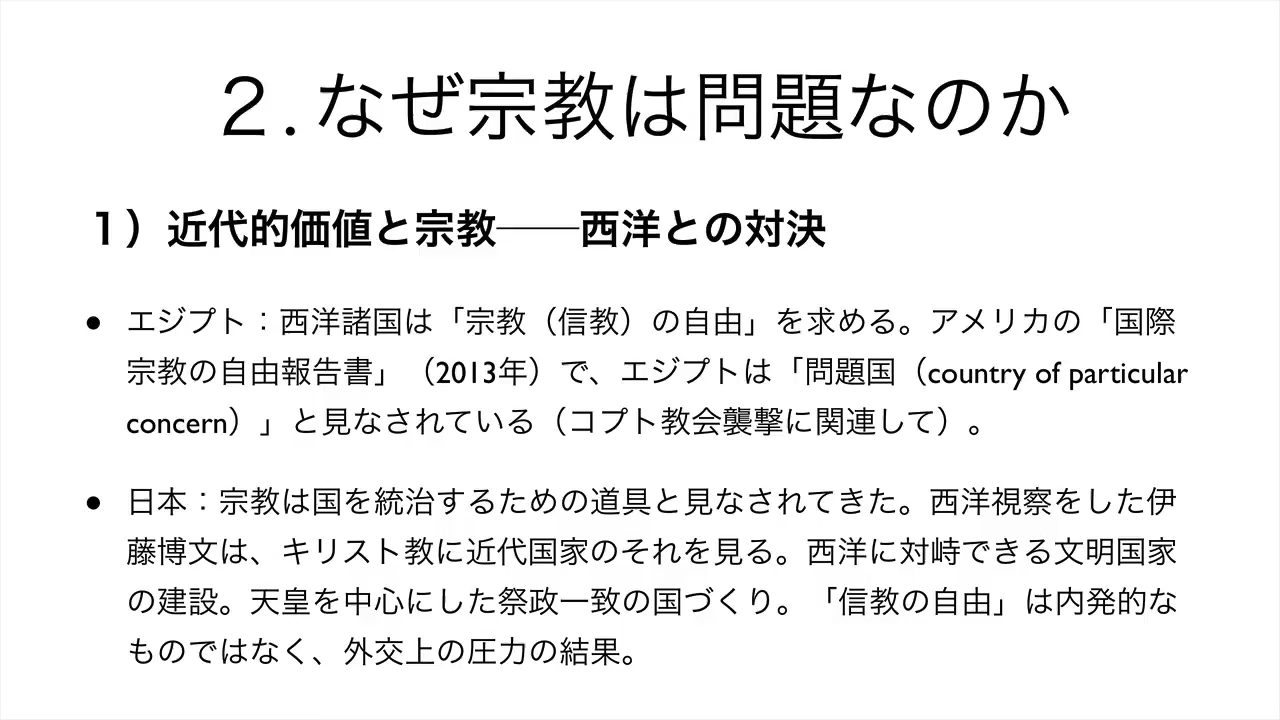 ２．なぜ宗教は問題なのか
１）近代的価値と宗教──西洋との対決
● エジプト：西洋諸国は「宗教（信教）の自由」を求める。アメリカの「国際
宗教の自由報告書」（2013年）で、エジプトは「問題国（country of particular
concern）」と見なされている（コプト教会襲撃に関連して）。
● 日本：宗教は国を統治するための道具と見なされてきた。西洋視察をした伊
藤博文は、キリスト教に近代国家のそれを見る。西洋に対峙できる文明国家
の建設。天皇を中心にした祭政一致の国づくり。「信教の自由」は内発的な
ものではなく、外交上の圧力の結果。